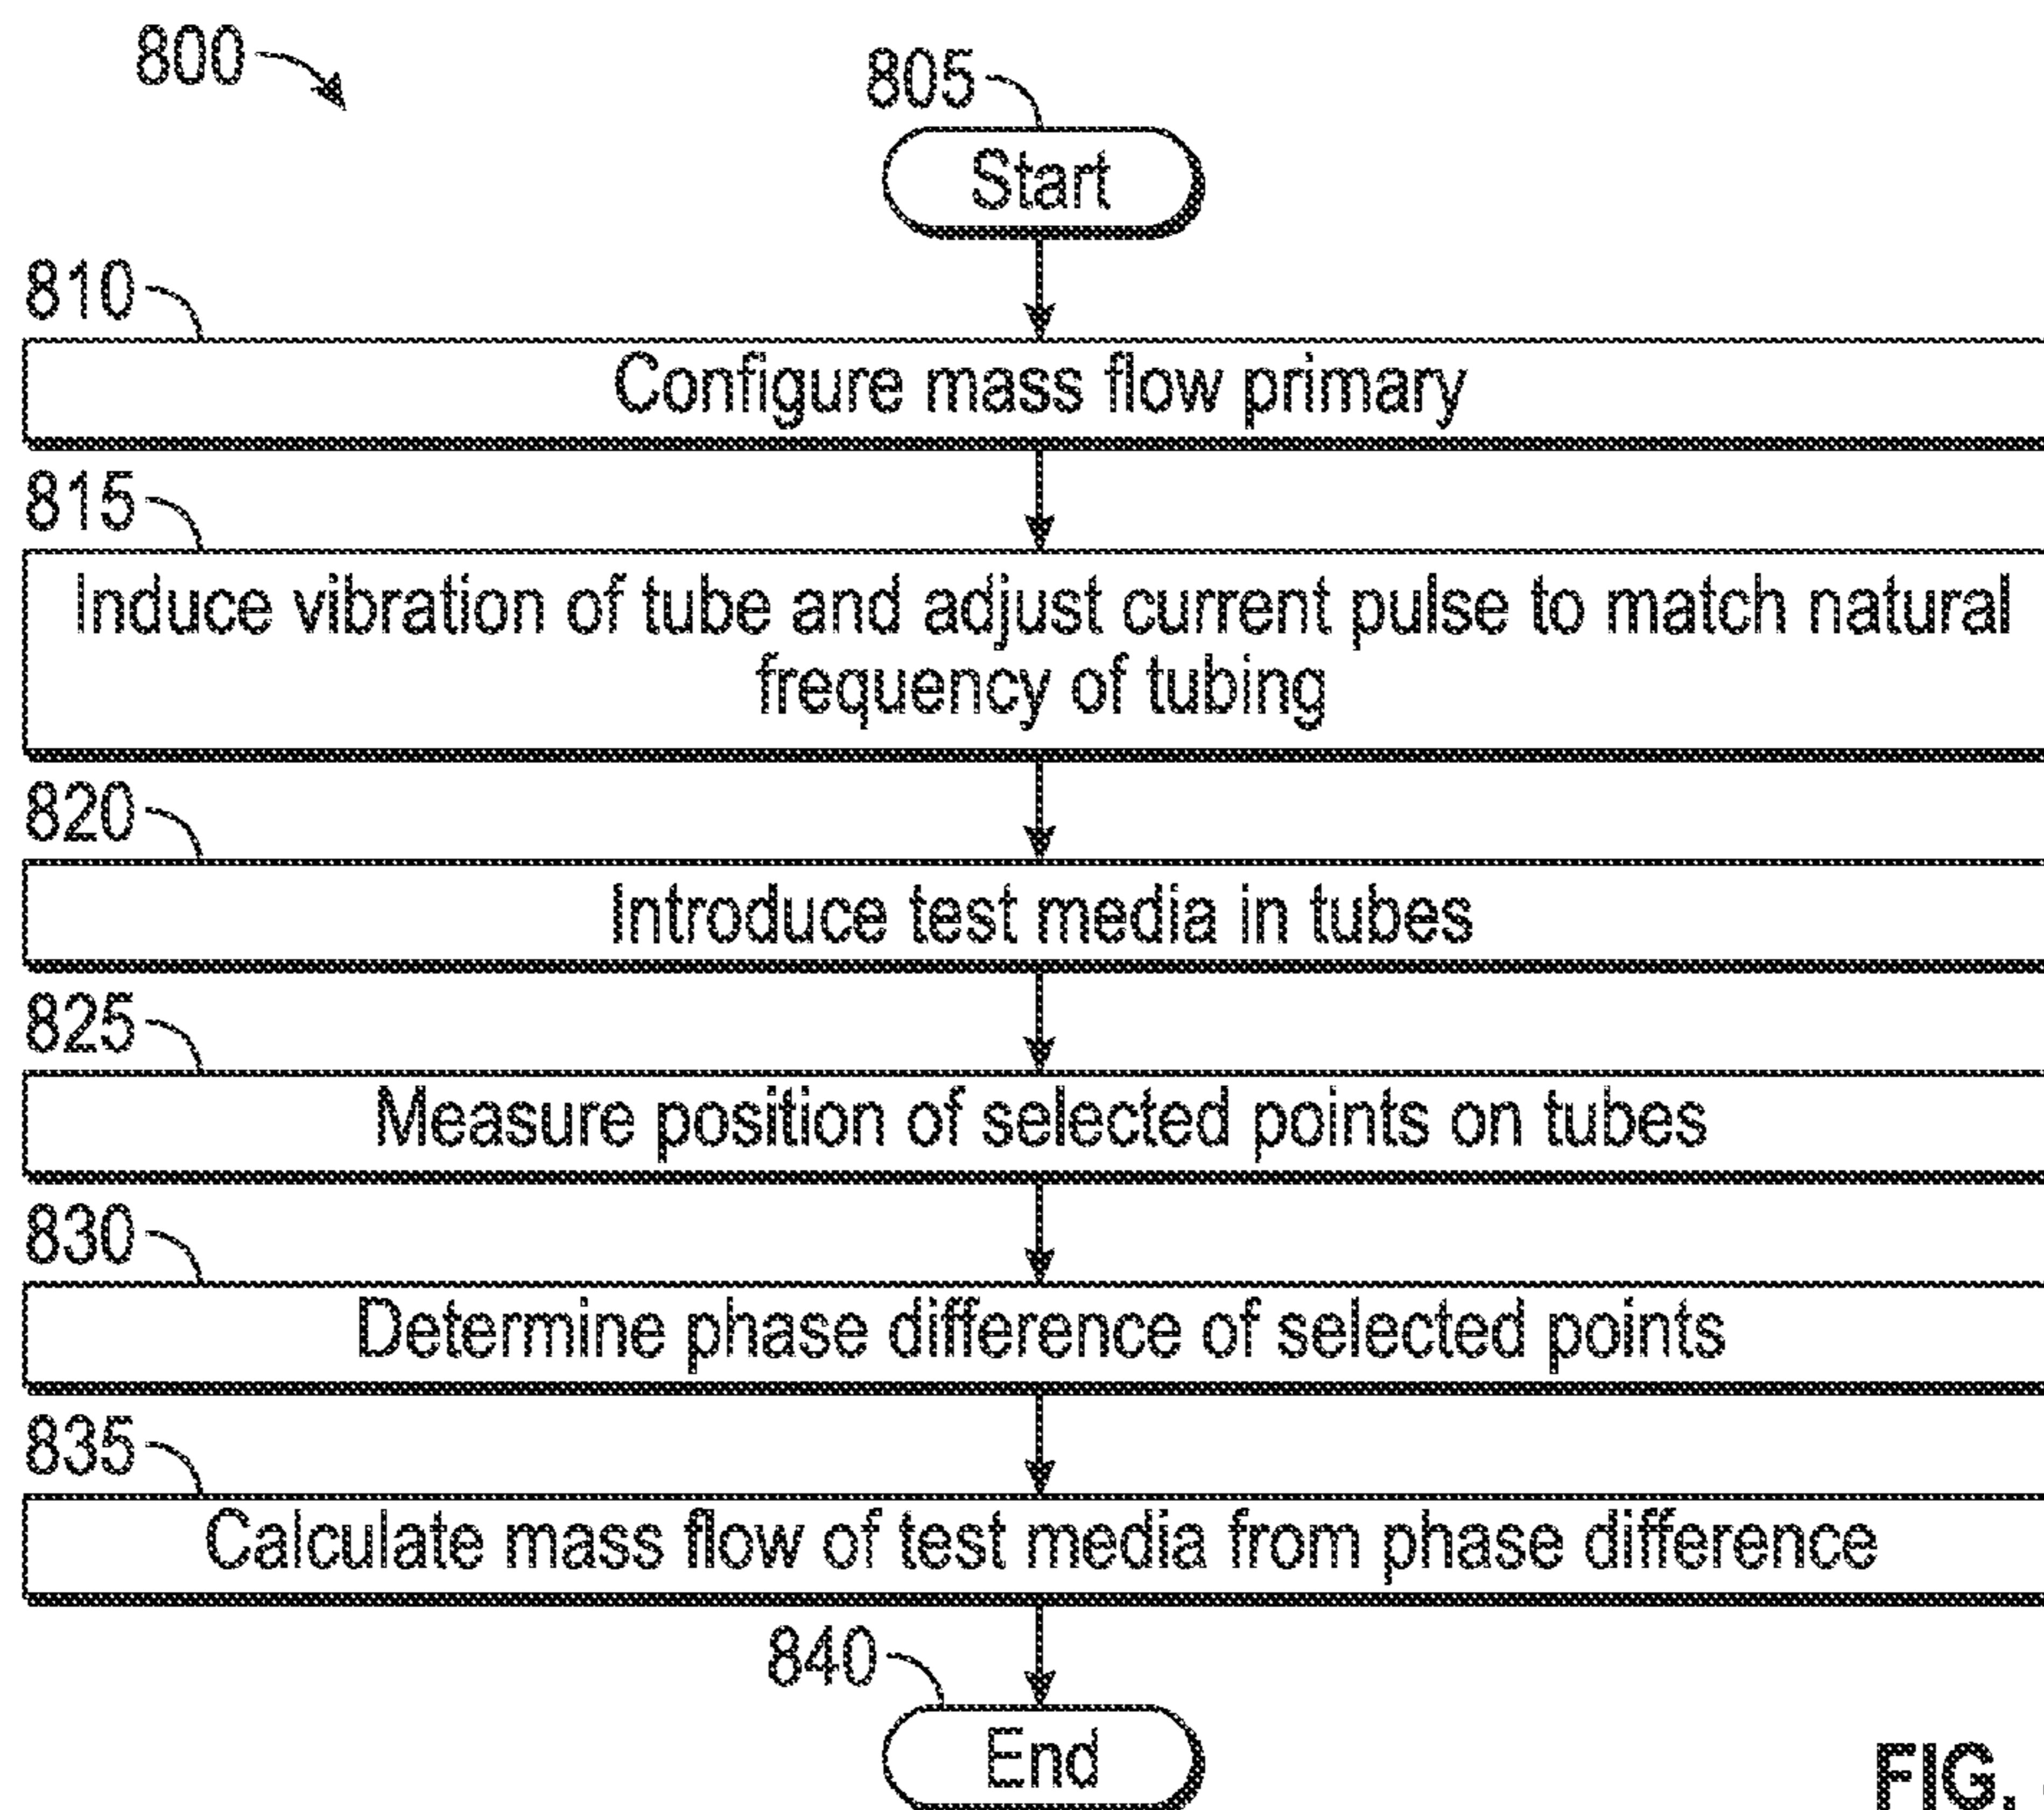 800
805
Start
810
Configure mass flow primary
815
Induce vibration of tube and adjust current pulse to match natural
frequency of tubing
820
Introduce test media in tubes
825
Measure position of selected points on tubes
830
Determine phase difference of selected points
835
Calculate mass flow of test media from phase difference
840
End
FIG.